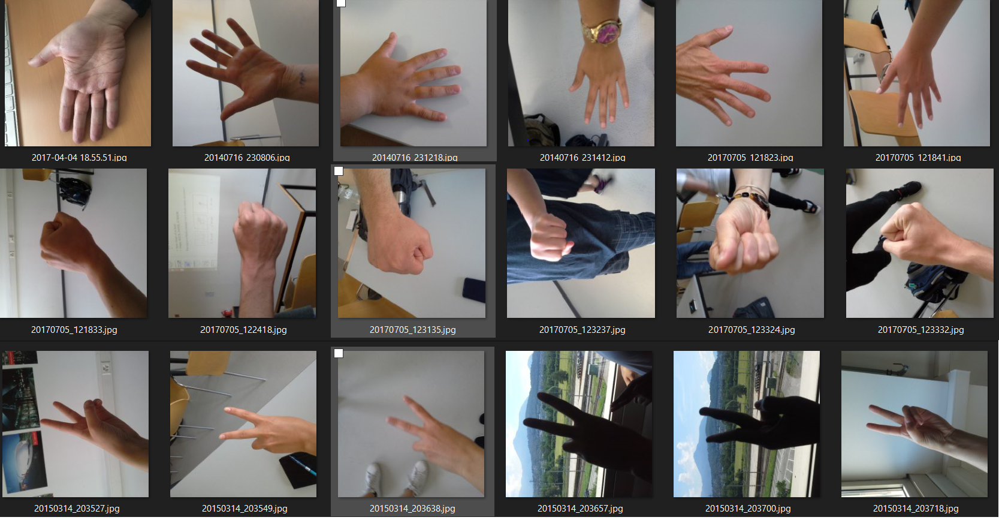 2017-04-04 18.55.51.jpg
20140716_230806.jpg
20140716_231218.jpg
20140716_231412.jpg
20170705_121823.jpg
20170705_121841.jpg
20170705_121833.jpg
20170705_122418.jpg
20170705_123135.jpg
20170705_123237.jpg
20170705_123324.jpg
20170705_123332.jpg
20150314_203527.jpg
20150314_203549.jpg
20150314_203638.jpg
20150314_203657.jpg
20150314_203700.jpg
20150314_203718.jpg